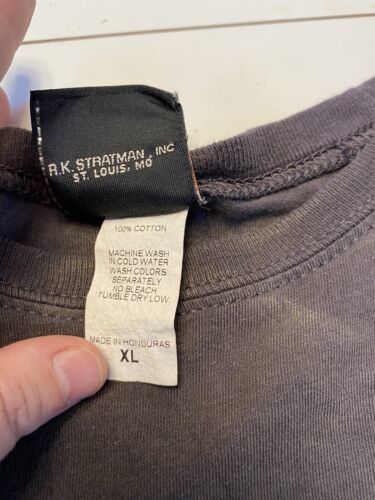 R.K. STRATMAN, INC
ST. LOUIS, MO
100% COTTON
MACHINE WASH
IN COLD WATER
WASH COLORS
SEPARATELY
NO BLEACH
TUMBLE DRY LOW
MADE IN HONDURAS
XL